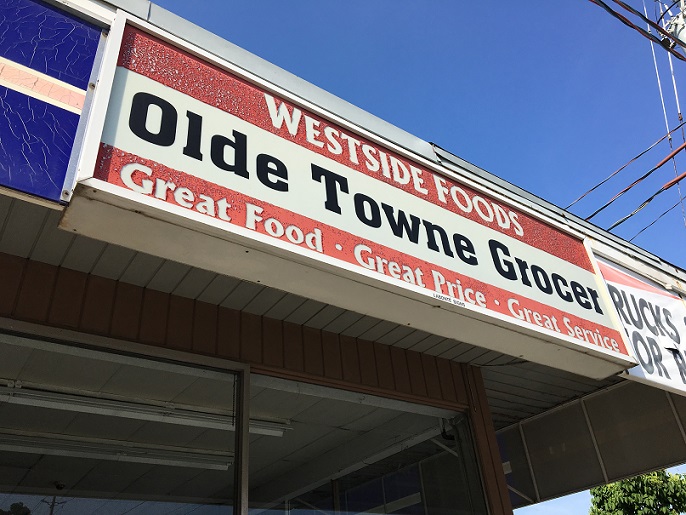 WESTSIDE FOODS
Olde Towne Grocer
Great Food · Great Price · Great Service